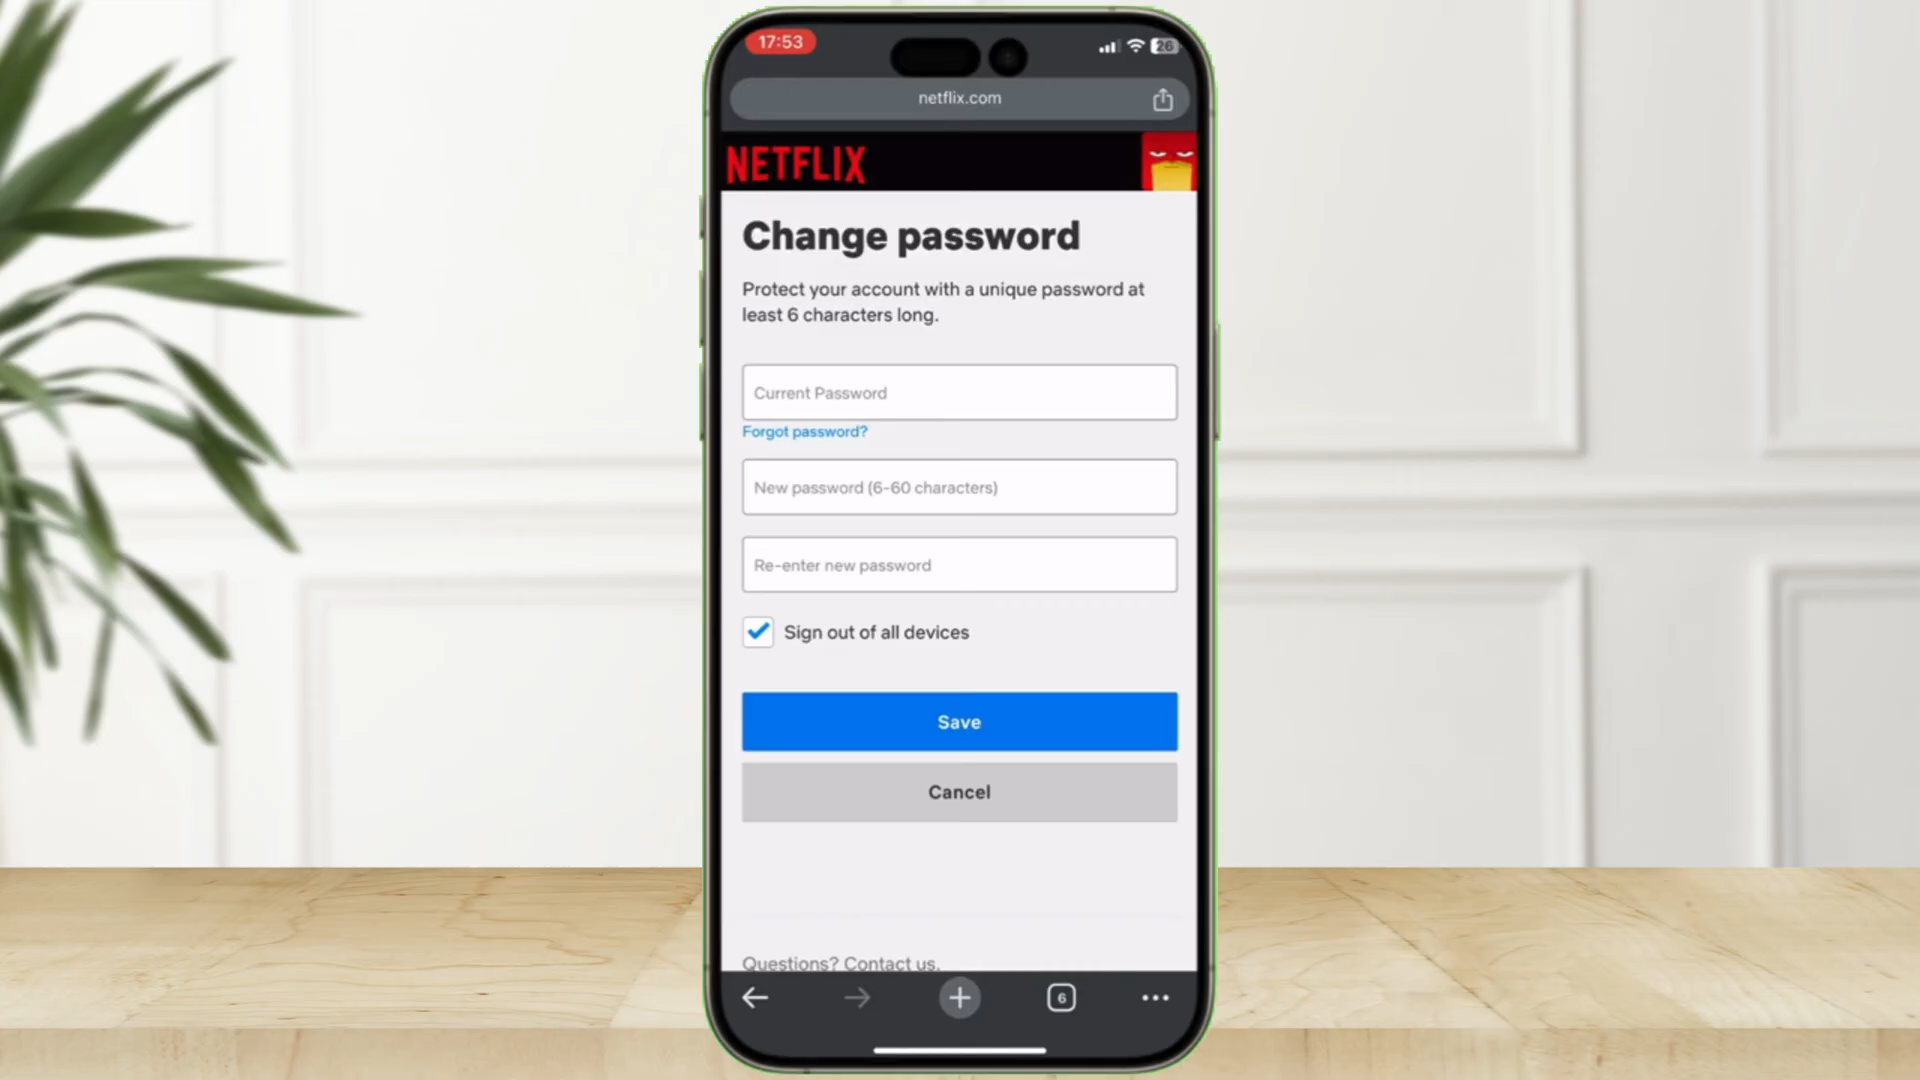 17:53
26
netflix.com
NETFLIX
Change password
Protect your account with a unique password at
least 6 characters long.
Current Password
Forgot password?
New password (6-60 characters)
Re-enter new password
Sign out of all devices
Save
Cancel
Questions? Contact us.
6